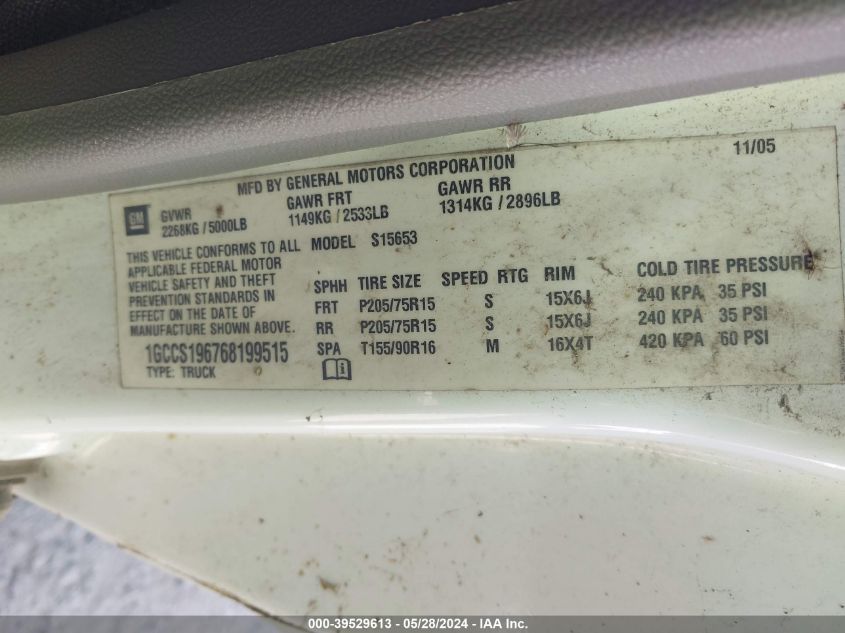 11/05
MFD BY GENERAL MOTORS CORPORATION
GM
GVWR GAWR FRT GAWR RR
2268KG / 5000LB 1149KG / 2533LB 1314KG / 2896LB
THIS VEHICLE CONFORMS TO ALL
APPLICABLE FEDERAL MOTOR
VEHICLE SAFETY AND THEFT
PREVENTION STANDARDS IN
EFFECT ON THE DATE OF
MANUFACTURE SHOWN ABOVE.
1GCCS196768199515
TYPE: TRUCK
MODEL S15653
SPHH TIRE SIZE SPEED RTG RIM COLD TIRE PRESSURE
FRT P205/75R15 S 15X6J 240 KPA 35 PSI
RR P205/75R15 S 15X6J 240 KPA 35 PSI
SPA T155/90R16 M 16X4T 420 KPA 60 PSI
i
000-39529613 - 05/28/2024 - IAA Inc.